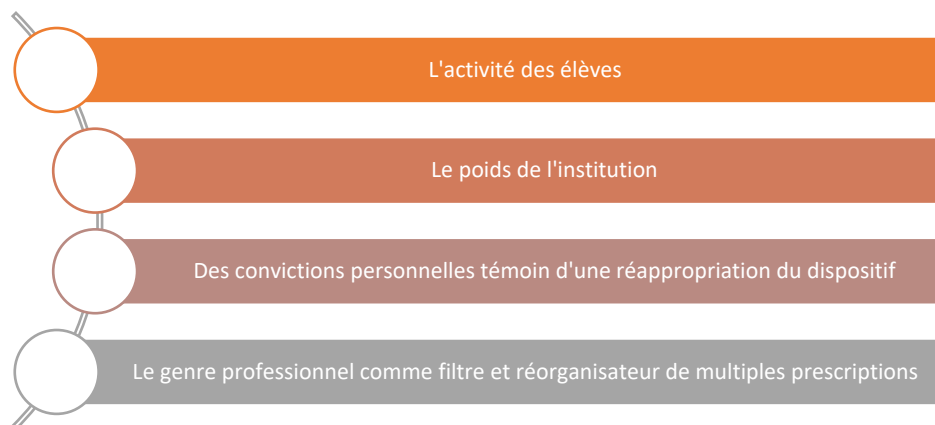 L'activité des élèves
Le poids de l'institution
Des convictions personnelles témoin d'une réappropriation du dispositif
Le genre professionnel comme filtre et réorganisateur de multiples prescriptions